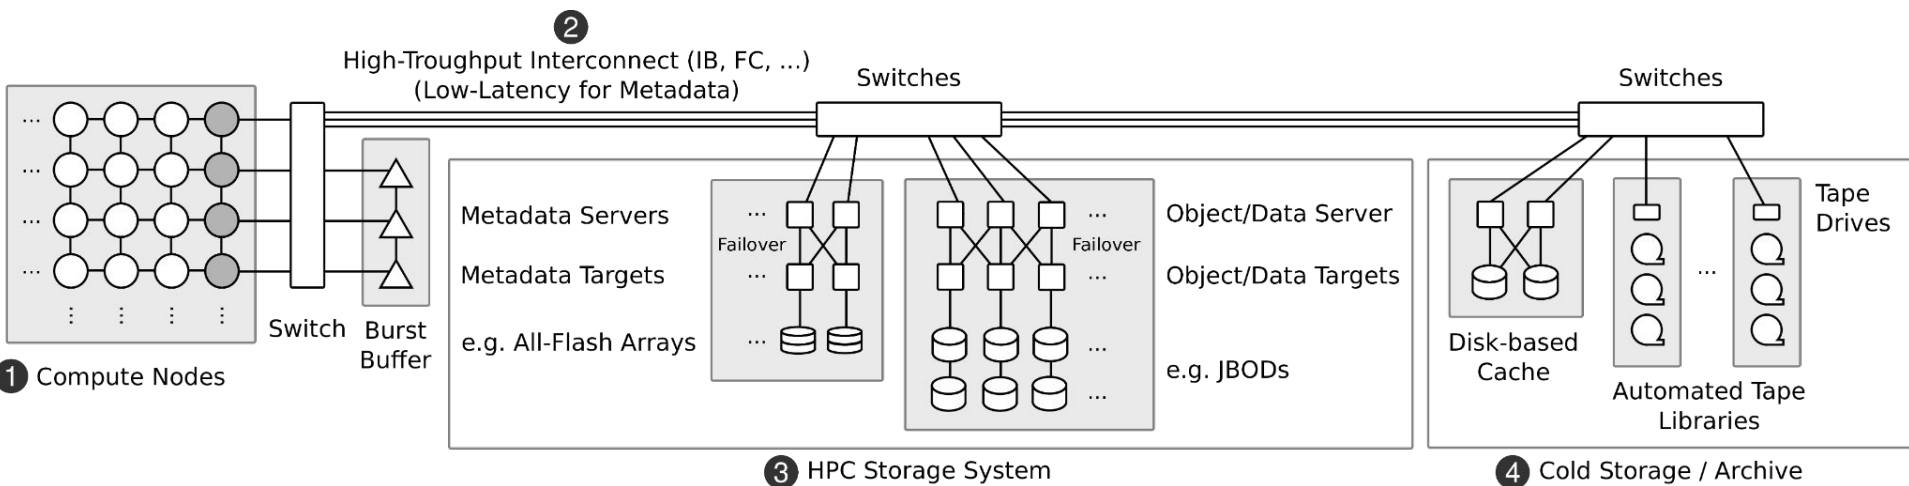 2
High-Troughput Interconnect (IB, FC, ...)
(Low-Latency for Metadata)
Switches
Switches
...
...
...
...
Switch
Burst
Buffer
1 Compute Nodes
Metadata Servers
...
Failover
Metadata Targets
...
e.g. All-Flash Arrays
...
...
Object/Data Server
Failover
...
Object/Data Targets
...
e.g. JBODs
...
3 HPC Storage System
Tape
Drives
...
Disk-based
Cache
Automated Tape
Libraries
4 Cold Storage / Archive